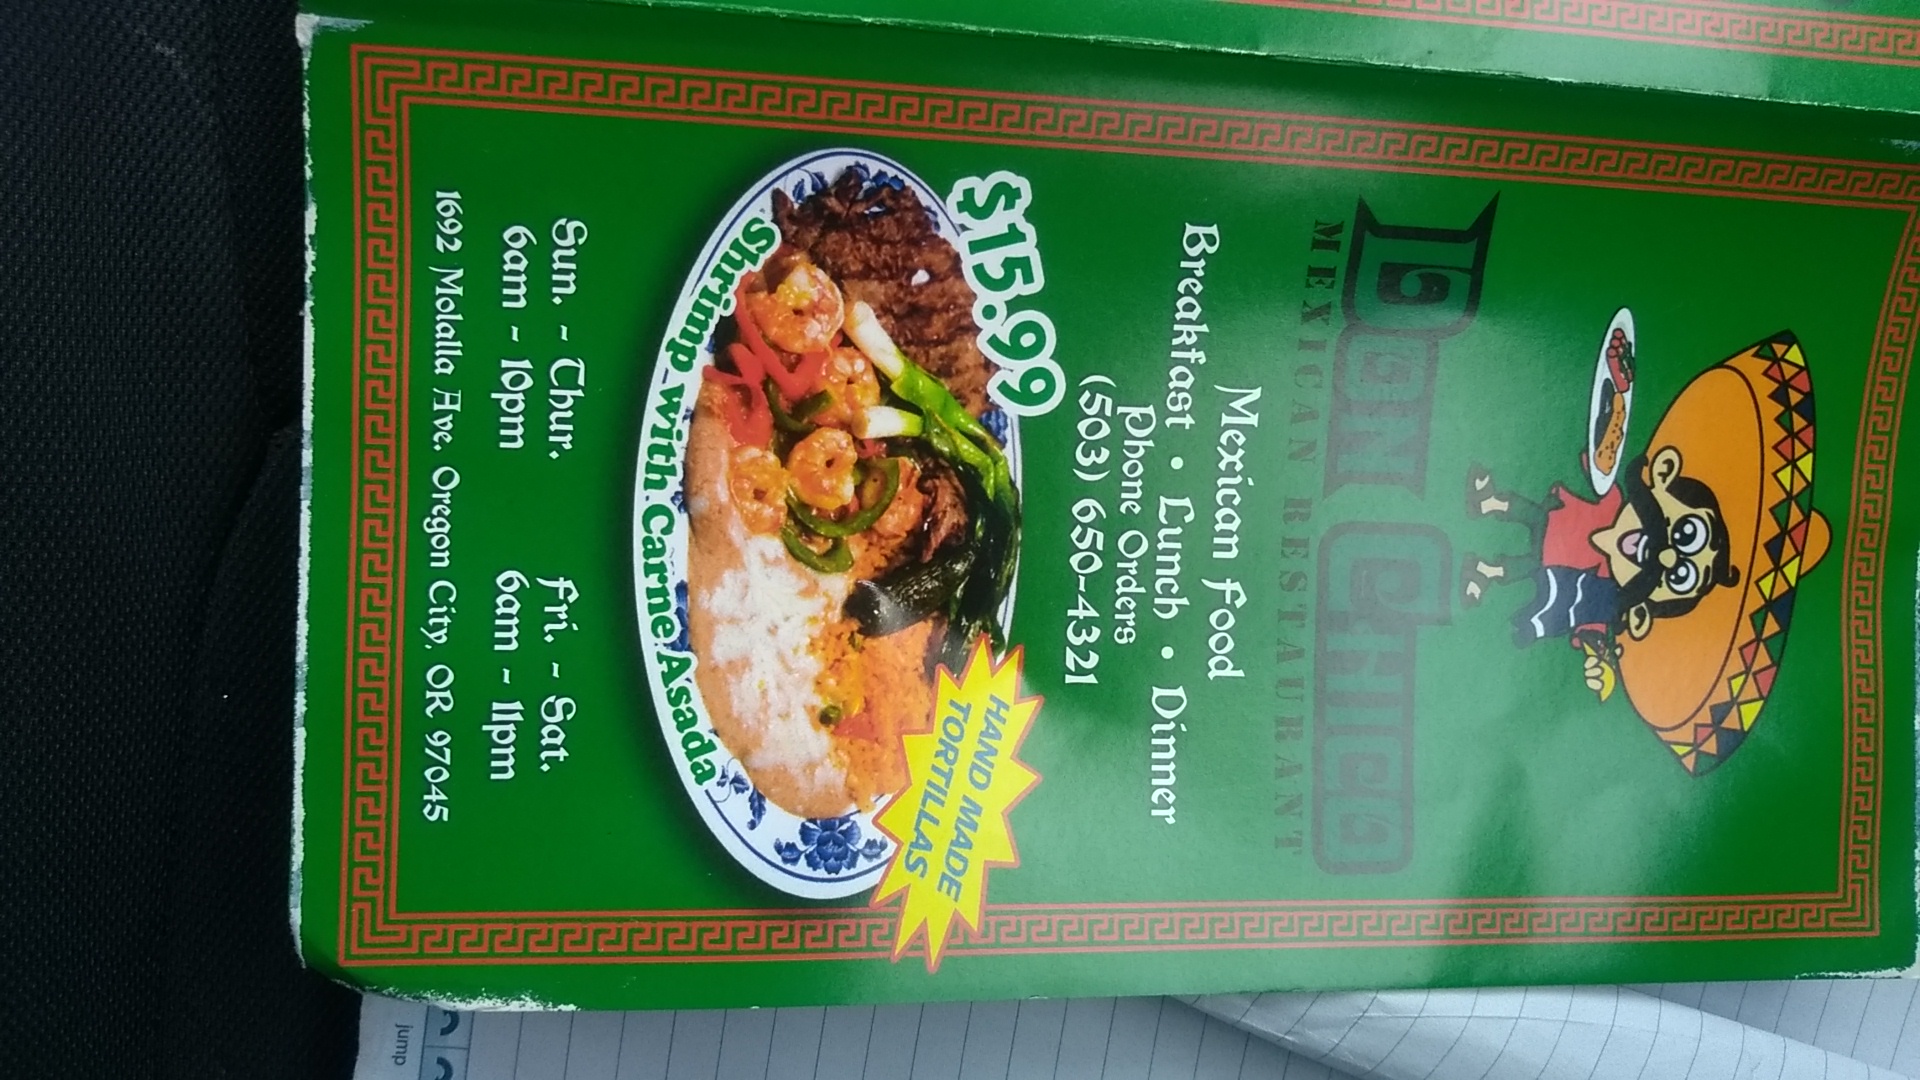 DON CHICO
MEXICAN RESTAURANT
Mexican Food
Breakfast • Lunch • Dinner
Phone Orders
(503) 650-4321
$15.99
HAND MADE
TORTILLAS
Shrimp with Carne Asada
Sun. - Thur.
6am - 10pm
Fri. - Sat.
6am - 11pm
1692 Molalla Ave. Oregon City, OR 97045
jump